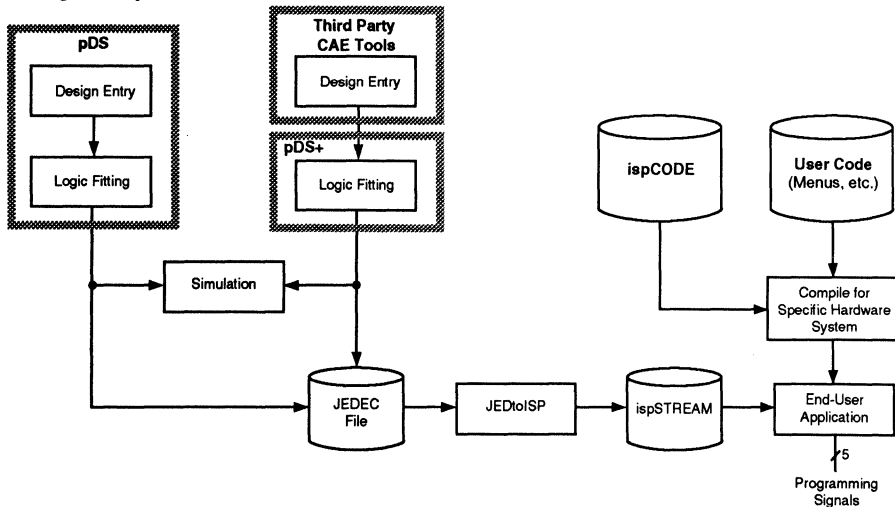 pDS
Design Entry
Logic Fitting
Third Party
CAE Tools
Design Entry
pDS+
Logic Fitting
Simulation
ispCODE
User Code
(Menus, etc.)
Compile for
Specific Hardware
System
JEDEC
File
JEDtoISP
ispSTREAM
End-User
Application
5
Programming
Signals